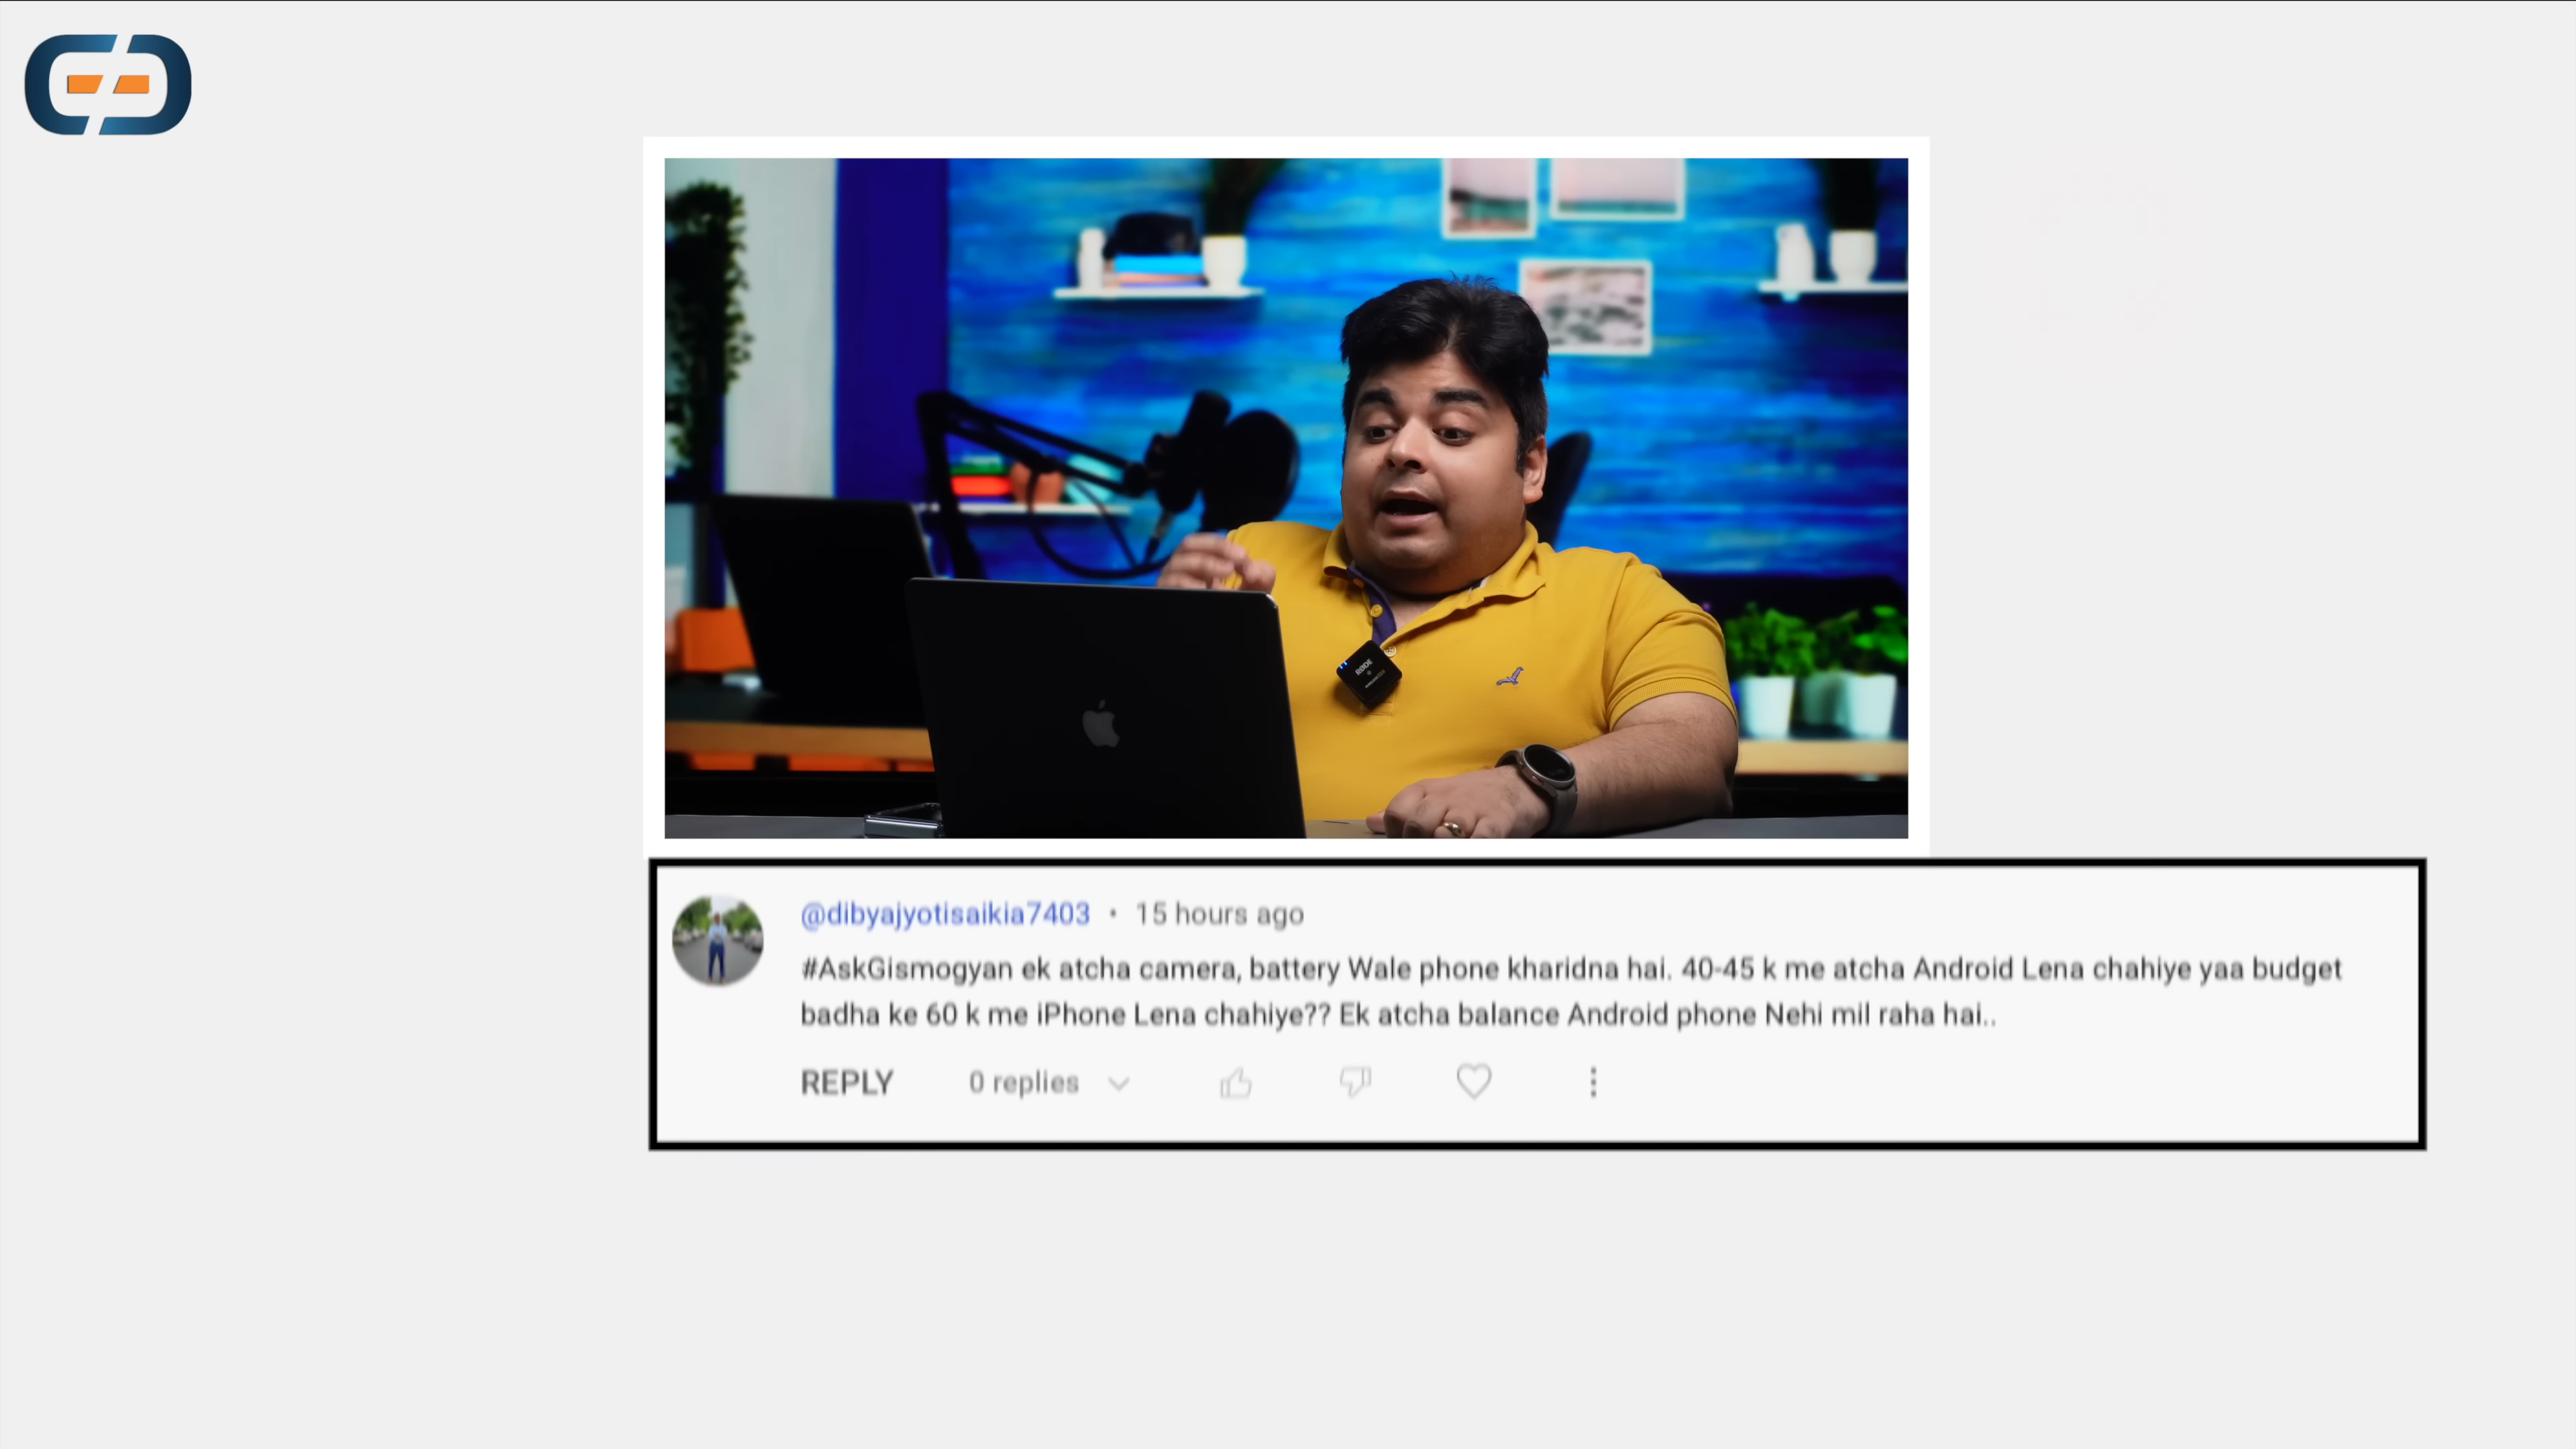 RØDE
@dibyajyotisaikia7403 • 15 hours ago
#AskGismogyan ek atcha camera, battery Wale phone kharidna hai. 40-45 k me atcha Android Lena chahiye yaa budget
badha ke 60 k me iPhone Lena chahiye?? Ek atcha balance Android phone Nehi mil raha hai..
REPLY 0 replies